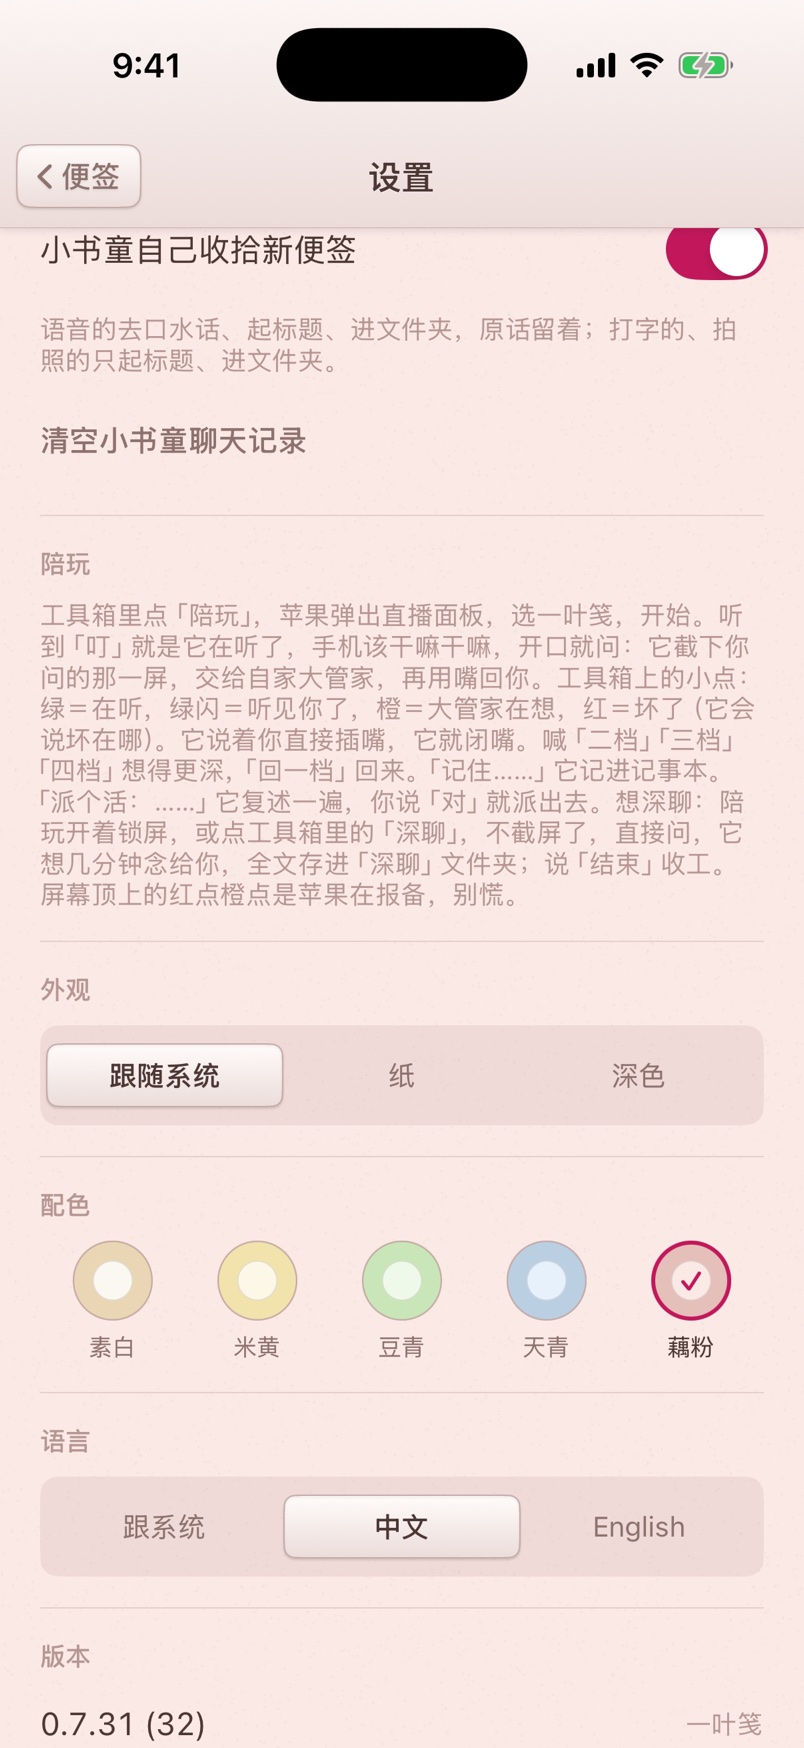 9:41
便签
设置
小书童自己收拾新便签
语音的去口水话、起标题、进文件夹，原话留着；打字的、拍
照的只起标题、进文件夹。
清空小书童聊天记录
陪玩
工具箱里点「陪玩」，苹果弹出直播面板，选一叶笺，开始。听
到「叮」就是它在听了，手机该干嘛干嘛，开口就问：它截下你
问的那一屏，交给自家大管家，再用嘴回你。工具箱上的小点：
绿＝在听，绿闪＝听见你了，橙＝大管家在想，红＝坏了（它会
说坏在哪）。它说着你直接插嘴，它就闭嘴。喊「二档」「三档」
「四档」想得更深，「回一档」回来。「记住……」它记进记事本。
「派个活：……」它复述一遍，你说「对」就派出去。想深聊：陪
玩开着锁屏，或点工具箱里的「深聊」，不截屏了，直接问，它
想几分钟念给你，全文存进「深聊」文件夹；说「结束」收工。
屏幕顶上的红点橙点是苹果在报备，别慌。
外观
跟随系统 纸 深色
配色
素白 米黄 豆青 天青 藕粉
语言
跟系统 中文 English
版本
0.7.31 (32) 一叶笺